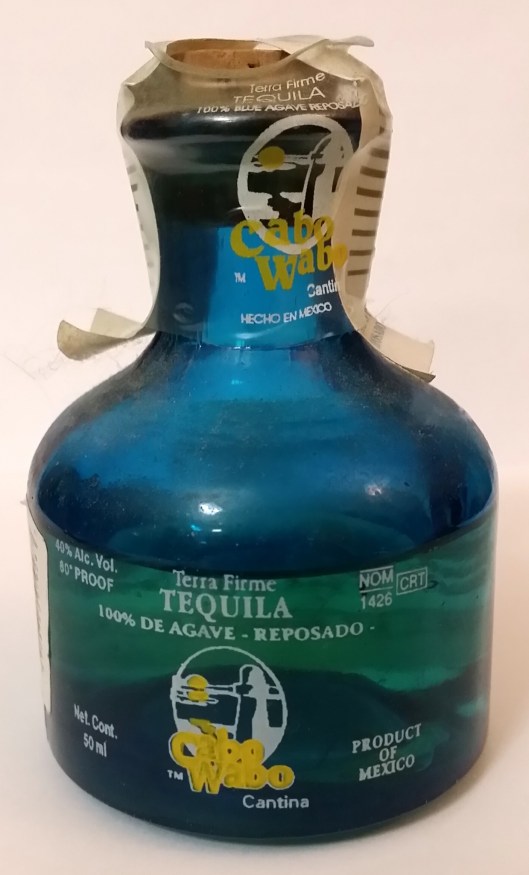 Terra Firme
TEQUILA
100% BLUE AGAVE REPOSADO
Cabo
Wabo
TM
Cantina
HECHO EN MEXICO
40% Alc. Vol.
80° PROOF
Terra Firme
TEQUILA
100% DE AGAVE - REPOSADO -
NOM CRT
1426
Net. Cont.
50 ml
Cabo
TM Wabo
Cantina
PRODUCT
OF
MEXICO